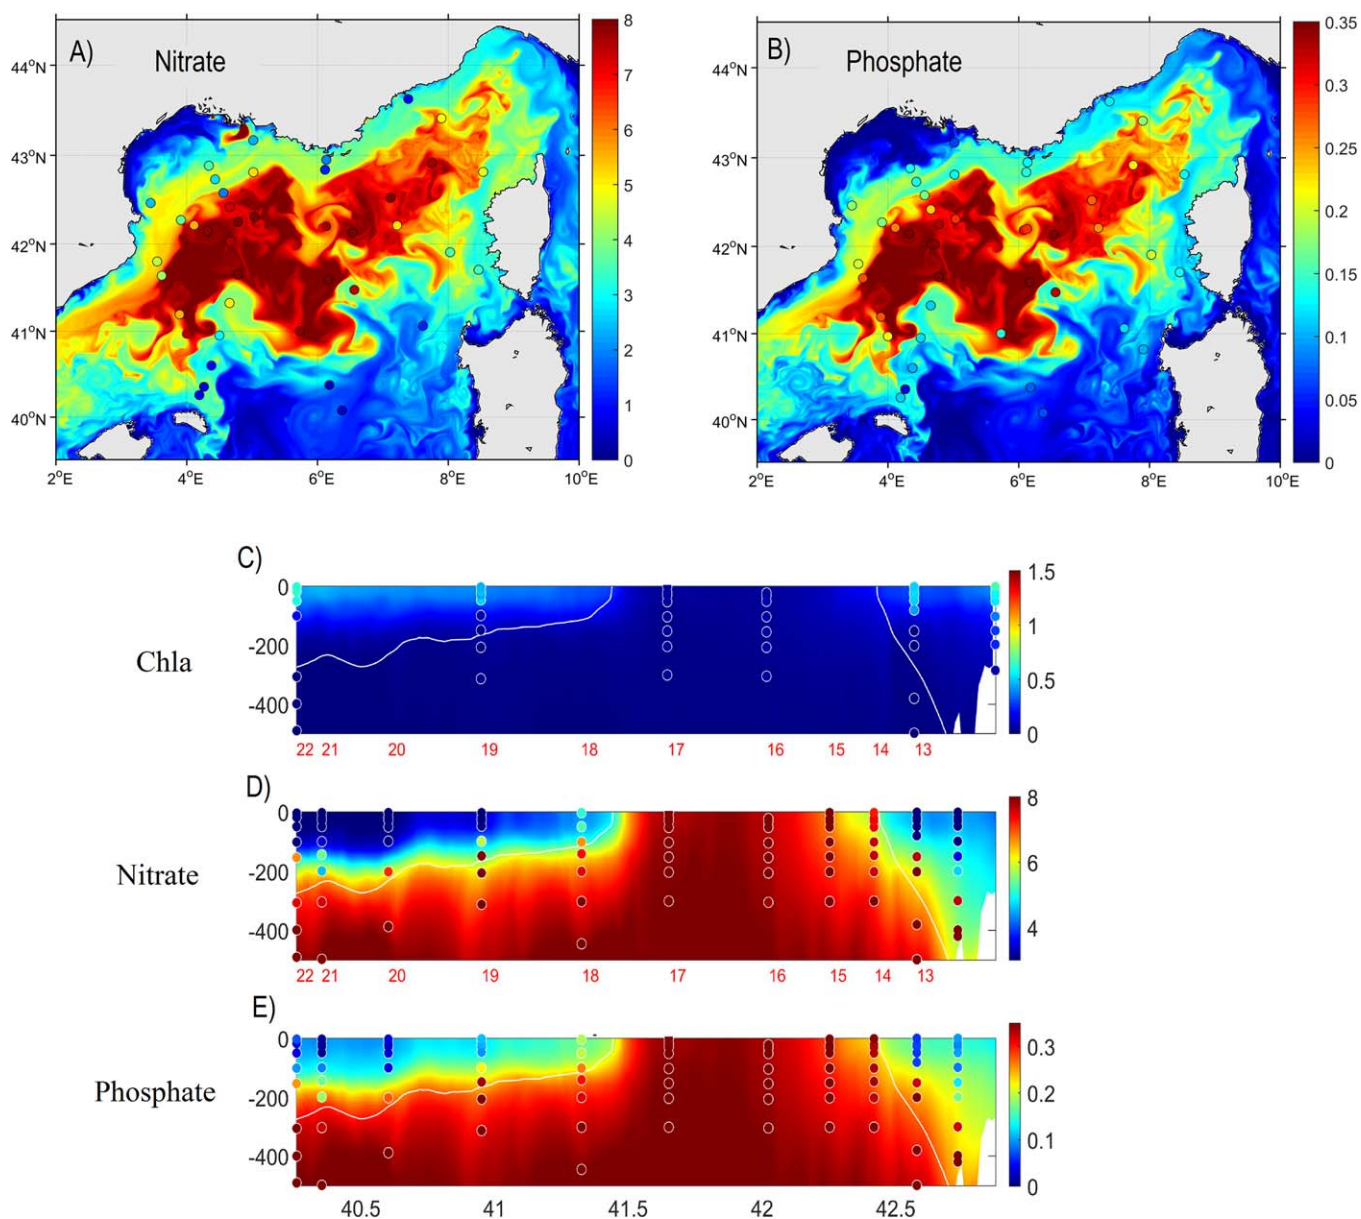 A)
Nitrate
44°N
43°N
42°N
41°N
40°N
2°E
4°E
6°E
8°E
10°E
8
7
6
5
4
3
2
1
0
B)
Phosphate
44°N
43°N
42°N
41°N
40°N
2°E
4°E
6°E
8°E
10°E
0.35
0.3
0.25
0.2
0.15
0.1
0.05
0
C)
Chla
0
-200
-400
22 21 20 19 18 17 16 15 14 13
1.5
1
0.5
0
D)
Nitrate
0
-200
-400
22 21 20 19 18 17 16 15 14 13
8
6
4
E)
Phosphate
0
-200
-400
40.5 41 41.5 42 42.5
0.3
0.2
0.1
0